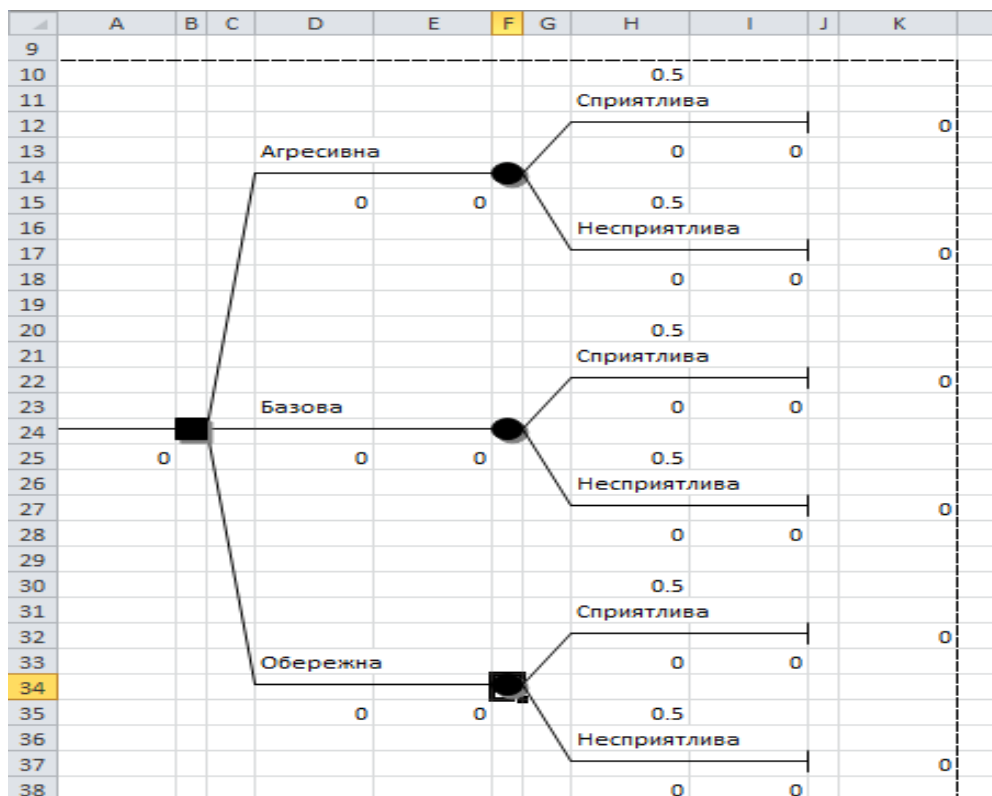 A B C D E F G H I J K
9
10 0.5
11 Сприятлива
12 0
13 Агресивна 0 0
14
15 0 0 0.5
16 Несприятлива
17 0
18 0 0
19
20 0.5
21 Сприятлива
22 0
23 Базова 0 0
24
25 0 0 0 0.5
26 Несприятлива
27 0
28 0 0
29
30 0.5
31 Сприятлива
32 0
33 Обережна 0 0
34
35 0 0 0.5
36 Несприятлива
37 0
38 0 0